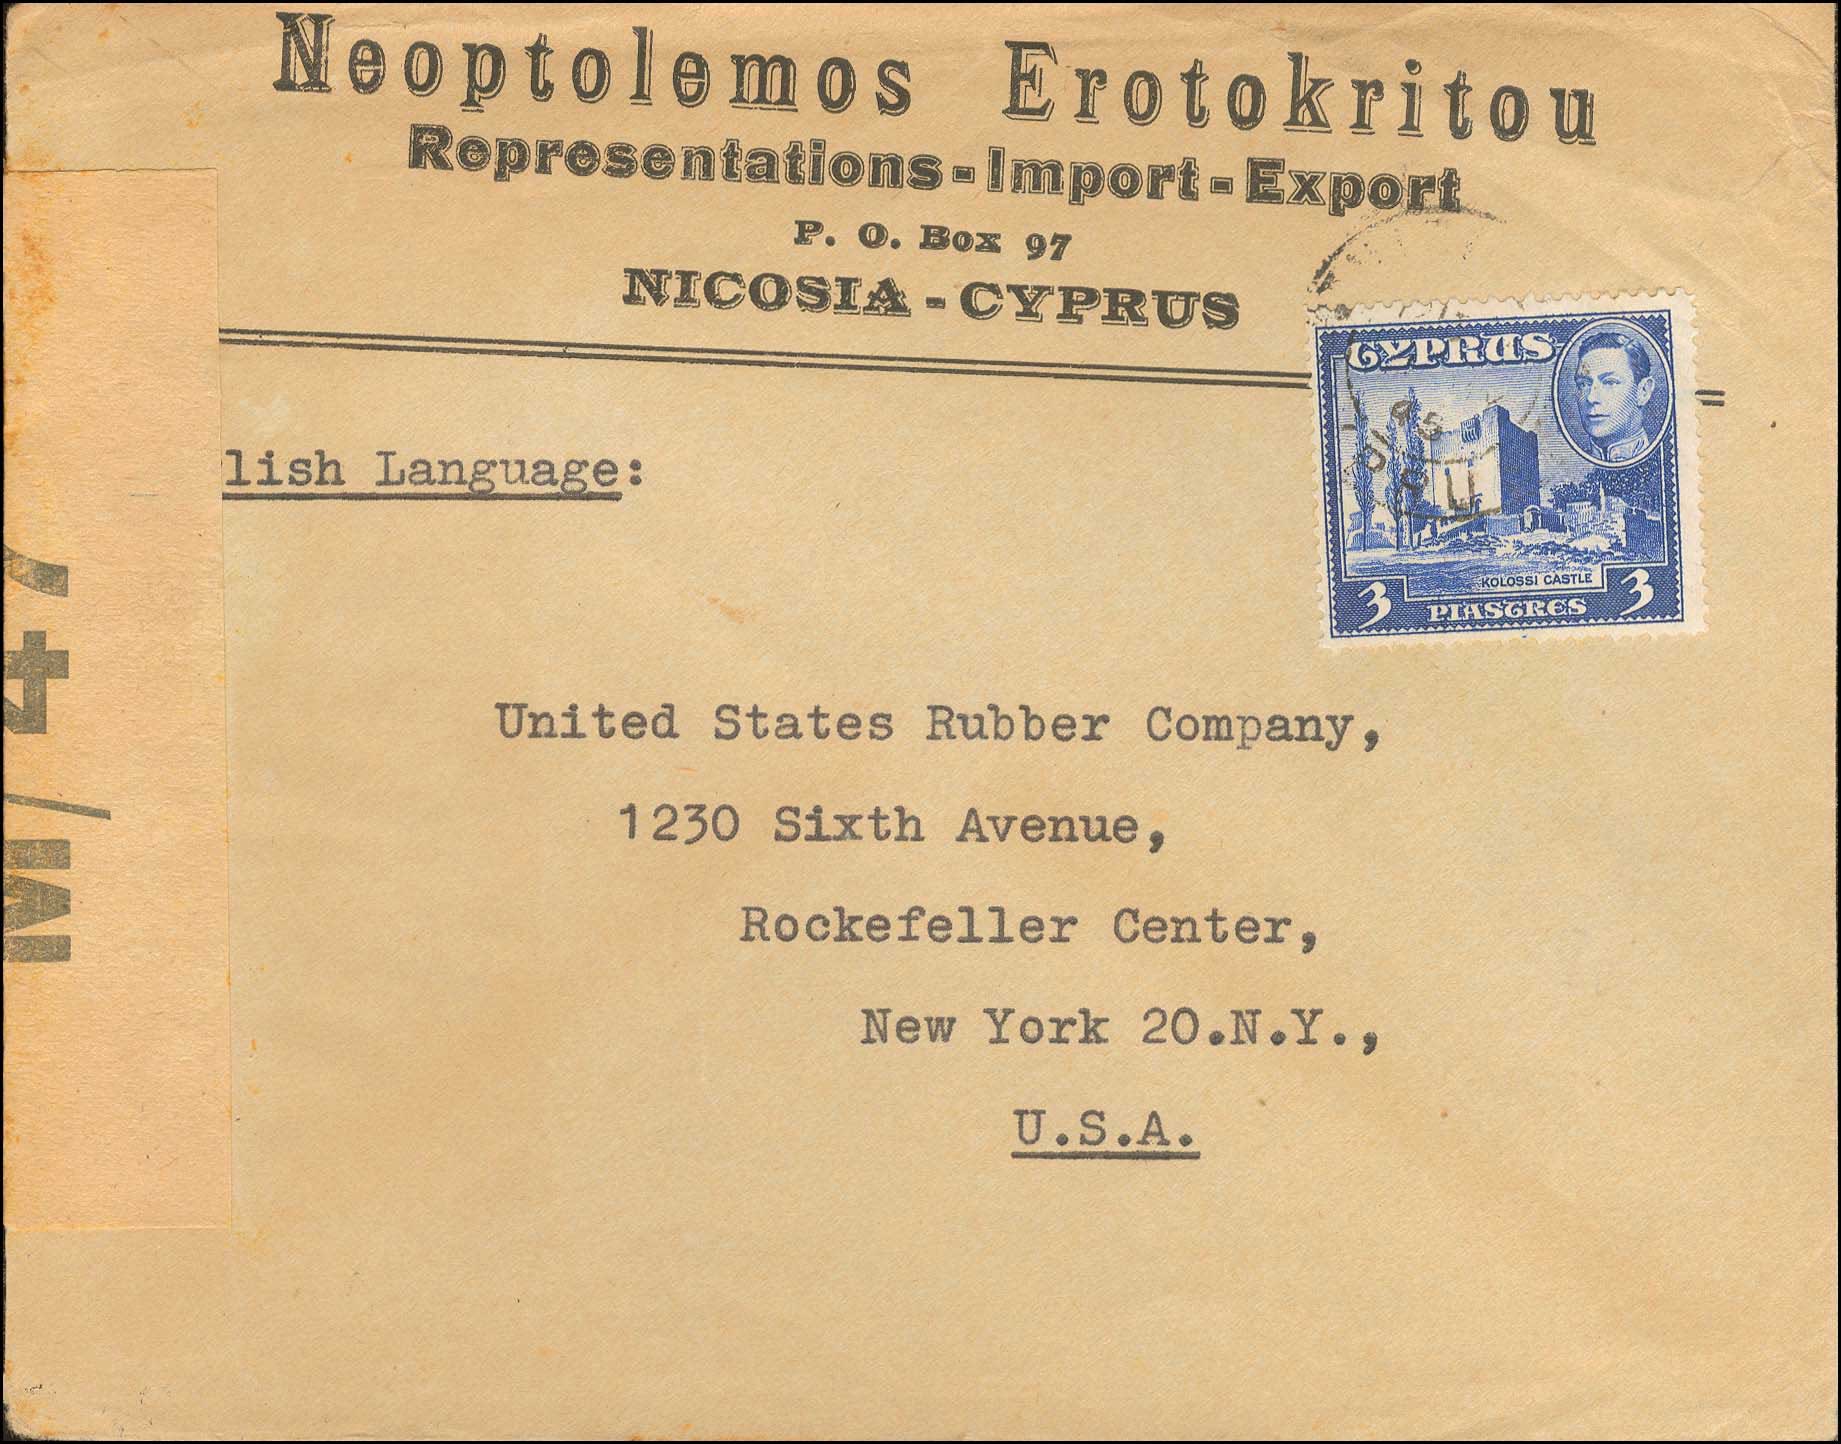 Neoptolemos Erotokritou
Representations-Import-Export
P. O. Box 97
NICOSIA-CYPRUS
CYPRUS
KOLOSSI CASTLE
3 PIASTRES 3
lish Language:
United States Rubber Company,
1230 Sixth Avenue,
Rockefeller Center,
New York 20.N.Y.,
U.S.A.